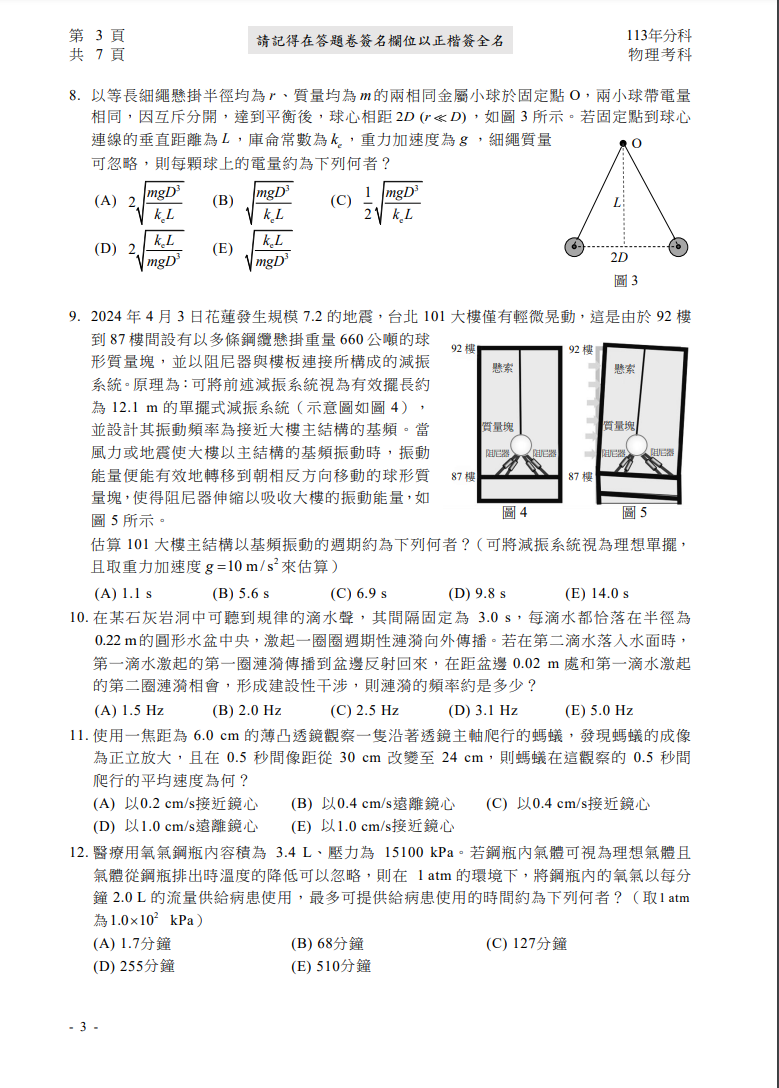 第 3 頁
共 7 頁
請記得在答題卷簽名欄位以正楷簽全名
113年分科
物理考科
8. 以等長細繩懸掛半徑均為 r 、質量均為 m 的兩相同金屬小球於固定點 O,兩小球帶電量
相同,因互斥分開,達到平衡後,球心相距 2D (r ≪ D),如圖 3 所示。若固定點到球心
連線的垂直距離為 L,庫侖常數為 kₑ,重力加速度為 g ,細繩質量
可忽略,則每顆球上的電量約為下列何者?
(A) 2√(mgD³/kₑL) (B) √(mgD³/kₑL) (C) 1/2√(mgD³/kₑL)
(D) 2√(kₑL/mgD³) (E) √(kₑL/mgD³)
O
L
2D
圖 3
9. 2024 年 4 月 3 日花蓮發生規模 7.2 的地震,台北 101 大樓僅有輕微晃動,這是由於 92 樓
到 87 樓間設有以多條鋼纜懸掛重量 660 公噸的球
形質量塊,並以阻尼器與樓板連接所構成的減振
系統。原理為:可將前述減振系統視為有效擺長約
為 12.1 m 的單擺式減振系統(示意圖如圖 4),
並設計其振動頻率為接近大樓主結構的基頻。當
風力或地震使大樓以主結構的基頻振動時,振動
能量便能有效地轉移到朝相反方向移動的球形質
量塊,使得阻尼器伸縮以吸收大樓的振動能量,如
圖 5 所示。
92 樓
懸索
質量塊
阻尼器 阻尼器
87 樓
圖 4
92 樓
懸索
質量塊
阻尼器 阻尼器
87 樓
圖 5
估算 101 大樓主結構以基頻振動的週期約為下列何者?(可將減振系統視為理想單擺,
且取重力加速度 g =10 m/s² 來估算)
(A) 1.1 s (B) 5.6 s (C) 6.9 s (D) 9.8 s (E) 14.0 s
10. 在某石灰岩洞中可聽到規律的滴水聲,其間隔固定為 3.0 s,每滴水都恰落在半徑為
0.22 m的圓形水盆中央,激起一圈圈週期性漣漪向外傳播。若在第二滴水落入水面時,
第一滴水激起的第一圈漣漪傳播到盆邊反射回來,在距盆邊 0.02 m 處和第一滴水激起
的第二圈漣漪相會,形成建設性干涉,則漣漪的頻率約是多少?
(A) 1.5 Hz (B) 2.0 Hz (C) 2.5 Hz (D) 3.1 Hz (E) 5.0 Hz
11. 使用一焦距為 6.0 cm 的薄凸透鏡觀察一隻沿著透鏡主軸爬行的螞蟻,發現螞蟻的成像
為正立放大,且在 0.5 秒間像距從 30 cm 改變至 24 cm,則螞蟻在這觀察的 0.5 秒間
爬行的平均速度為何?
(A) 以0.2 cm/s接近鏡心 (B) 以0.4 cm/s遠離鏡心 (C) 以0.4 cm/s接近鏡心
(D) 以1.0 cm/s遠離鏡心 (E) 以1.0 cm/s接近鏡心
12. 醫療用氧氣鋼瓶內容積為 3.4 L、壓力為 15100 kPa。若鋼瓶內氣體可視為理想氣體且
氣體從鋼瓶排出時溫度的降低可以忽略,則在 1 atm 的環境下,將鋼瓶內的氧氣以每分
鐘 2.0 L 的流量供給病患使用,最多可提供給病患使用的時間約為下列何者?(取1 atm
為1.0×10² kPa)
(A) 1.7分鐘 (B) 68分鐘 (C) 127分鐘
(D) 255分鐘 (E) 510分鐘
- 3 -